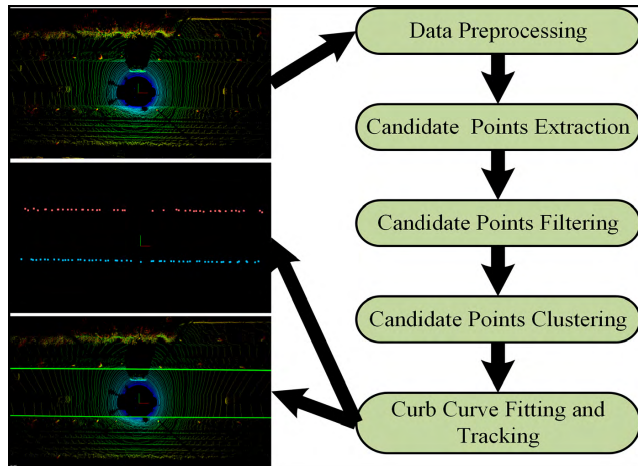 Data Preprocessing
Candidate Points Extraction
Candidate Points Filtering
Candidate Points Clustering
Curb Curve Fitting and
Tracking